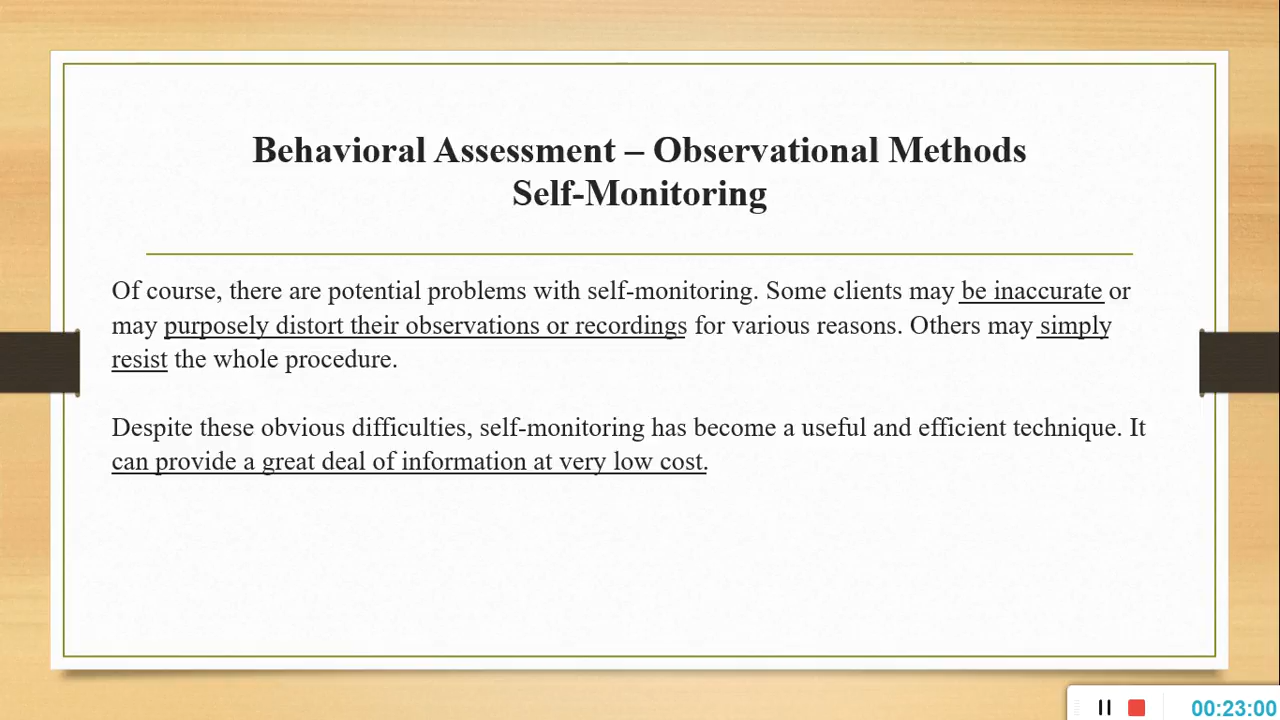 Behavioral Assessment – Observational Methods
Self-Monitoring
Of course, there are potential problems with self-monitoring. Some clients may be inaccurate or
may purposely distort their observations or recordings for various reasons. Others may simply
resist the whole procedure.
Despite these obvious difficulties, self-monitoring has become a useful and efficient technique. It
can provide a great deal of information at very low cost.
00:23:00